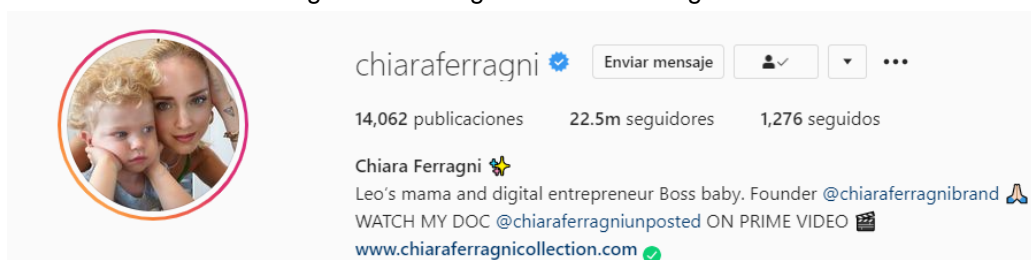 chiaraferragni Enviar mensaje
14,062 publicaciones 22.5m seguidores 1,276 seguidos
Chiara Ferragni
Leo's mama and digital entrepreneur Boss baby. Founder @chiaraferragnibrand
WATCH MY DOC @chiaraferragniunposted ON PRIME VIDEO
www.chiaraferragnicollection.com